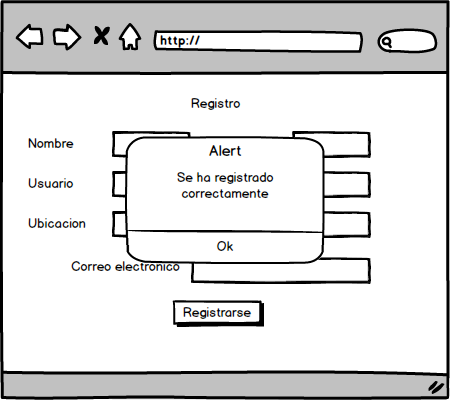 http://
Registro
Nombre
Alert
Se ha registrado
correctamente
Usuario
Ubicacion
Ok
Correo electronico
Registrarse